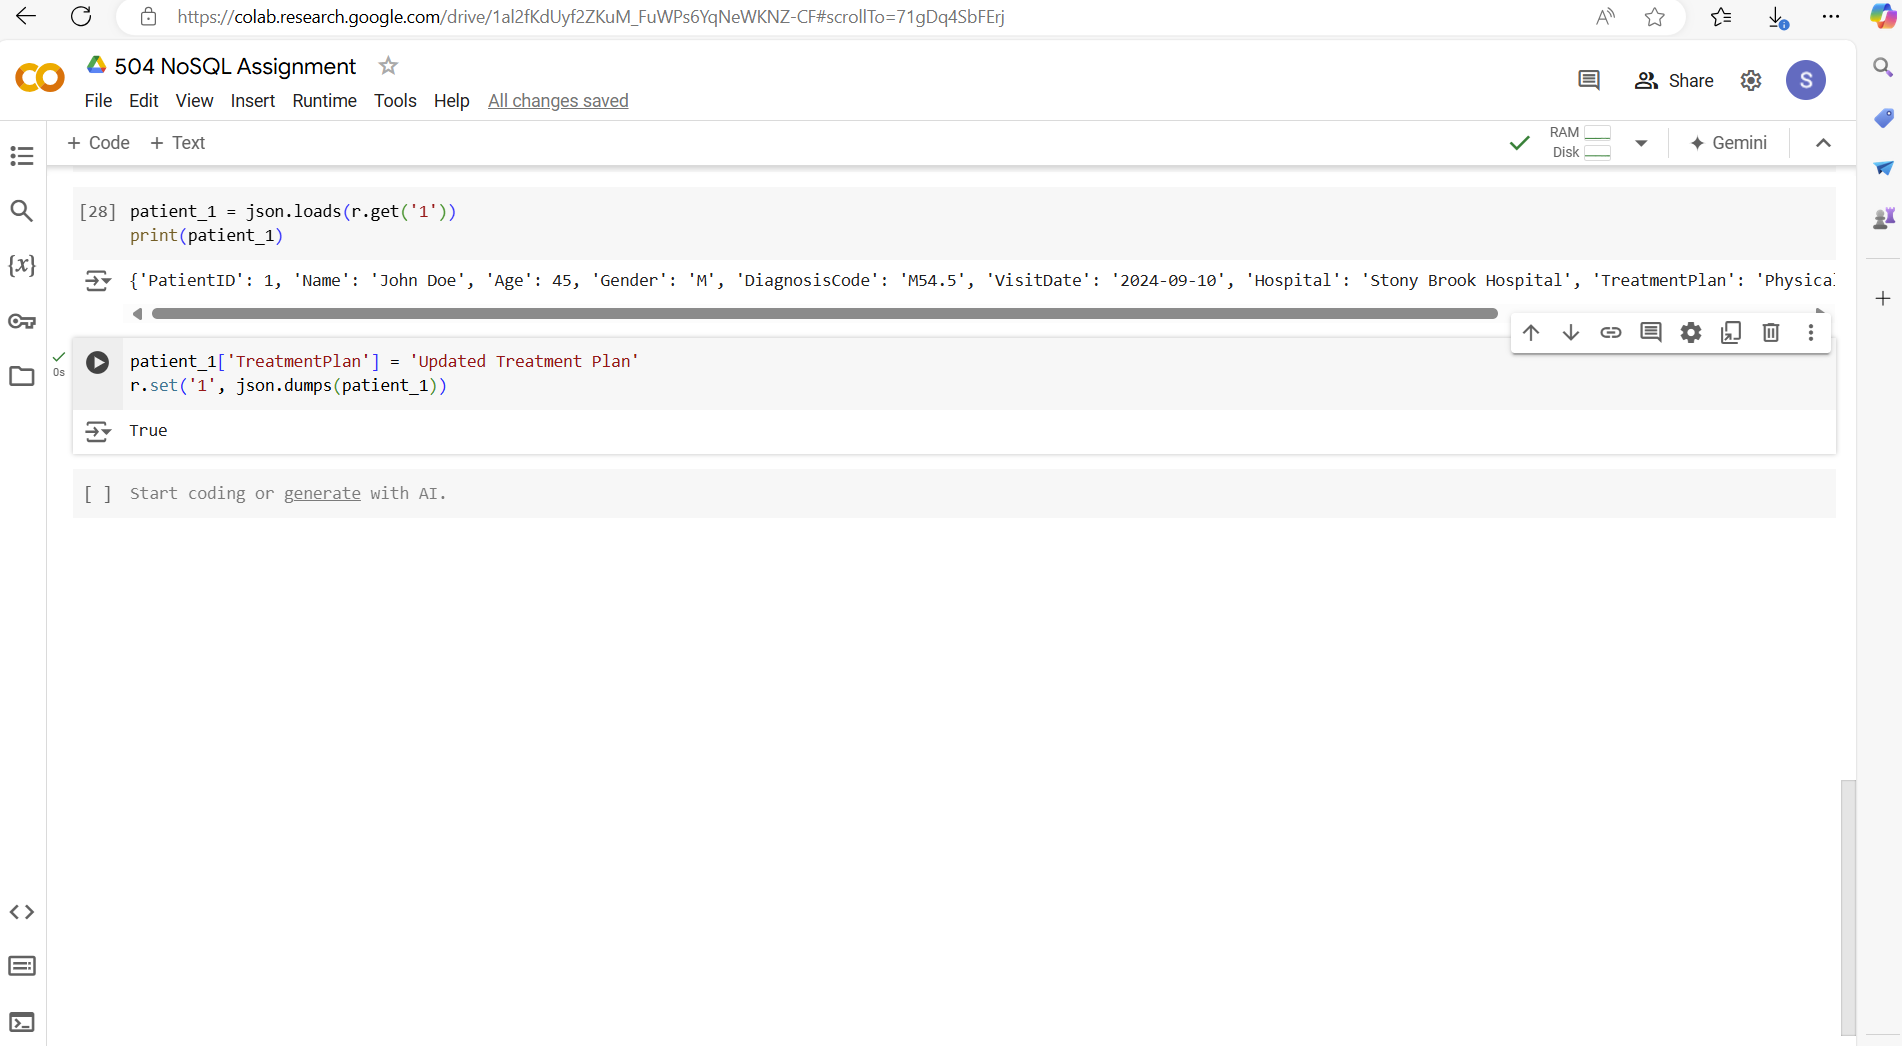 https://colab.research.google.com/drive/1al2fKdUyf2ZKuM_FuWPs6YqNeWKNZ-CF#scrollTo=71gDq4SbFErj
504 NoSQL Assignment
File Edit View Insert Runtime Tools Help All changes saved
Share
S
+ Code + Text
RAM
Disk
Gemini
[28] patient_1 = json.loads(r.get('1'))
print(patient_1)
{'PatientID': 1, 'Name': 'John Doe', 'Age': 45, 'Gender': 'M', 'DiagnosisCode': 'M54.5', 'VisitDate': '2024-09-10', 'Hospital': 'Stony Brook Hospital', 'TreatmentPlan': 'Physical
0s
patient_1['TreatmentPlan'] = 'Updated Treatment Plan'
r.set('1', json.dumps(patient_1))
True
[ ] Start coding or generate with AI.